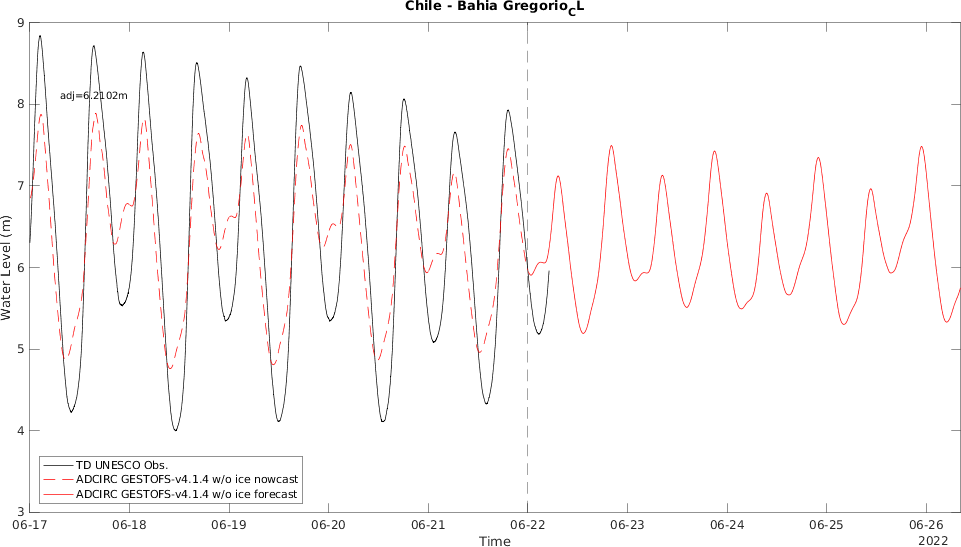 Chile - Bahia Gregorio_CL
adj=6.2102m
Water Level (m)
9
8
7
6
5
4
3
TD UNESCO Obs.
ADCIRC GESTOFS-v4.1.4 w/o ice nowcast
ADCIRC GESTOFS-v4.1.4 w/o ice forecast
06-17 06-18 06-19 06-20 06-21 06-22 06-23 06-24 06-25 06-26
Time
2022